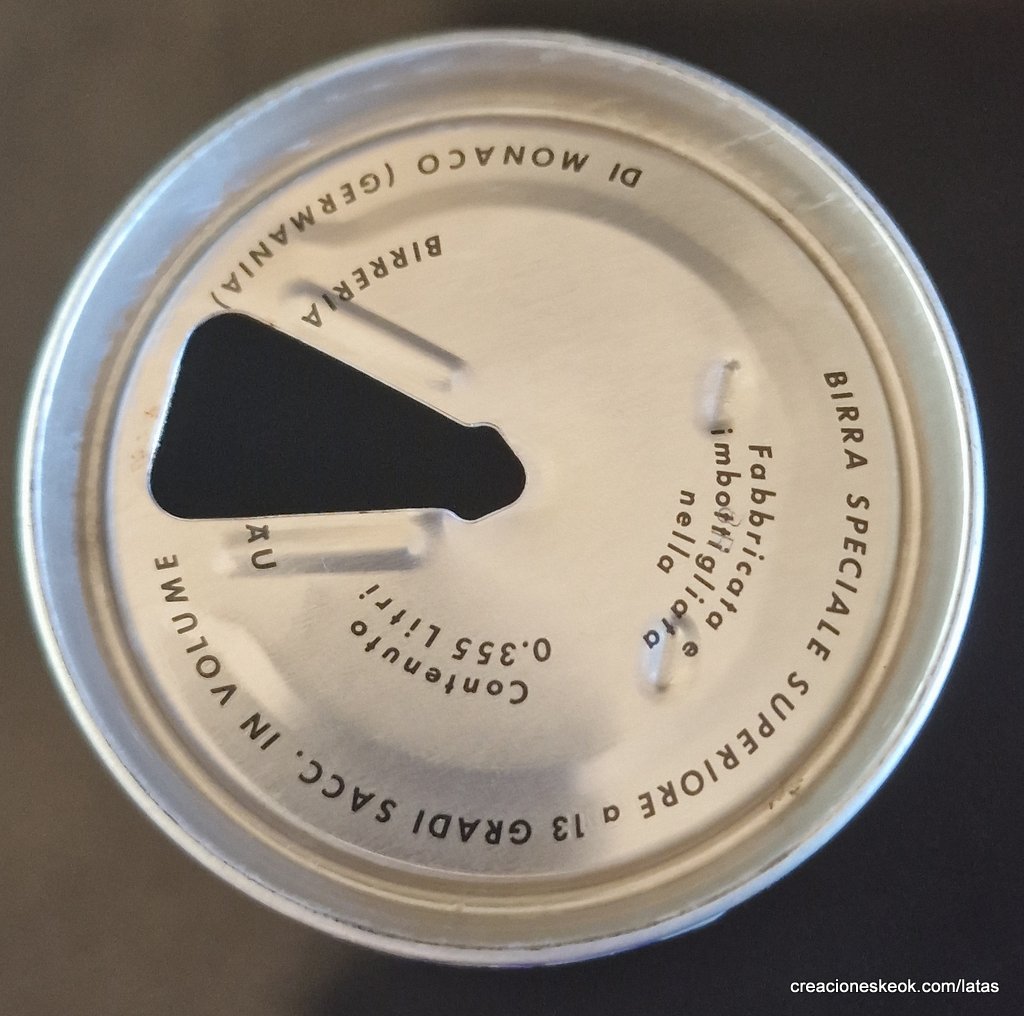 BIRRA SPECIALE SUPERIORE a 13 GRADI SACC. IN VOLUME
Fabbricata e
imbottigliata
nella
BIRRERIA ÄU
DI MONACO (GERMANIA)
Contenuto
0.355 Litri
creacioneskeok.com/latas